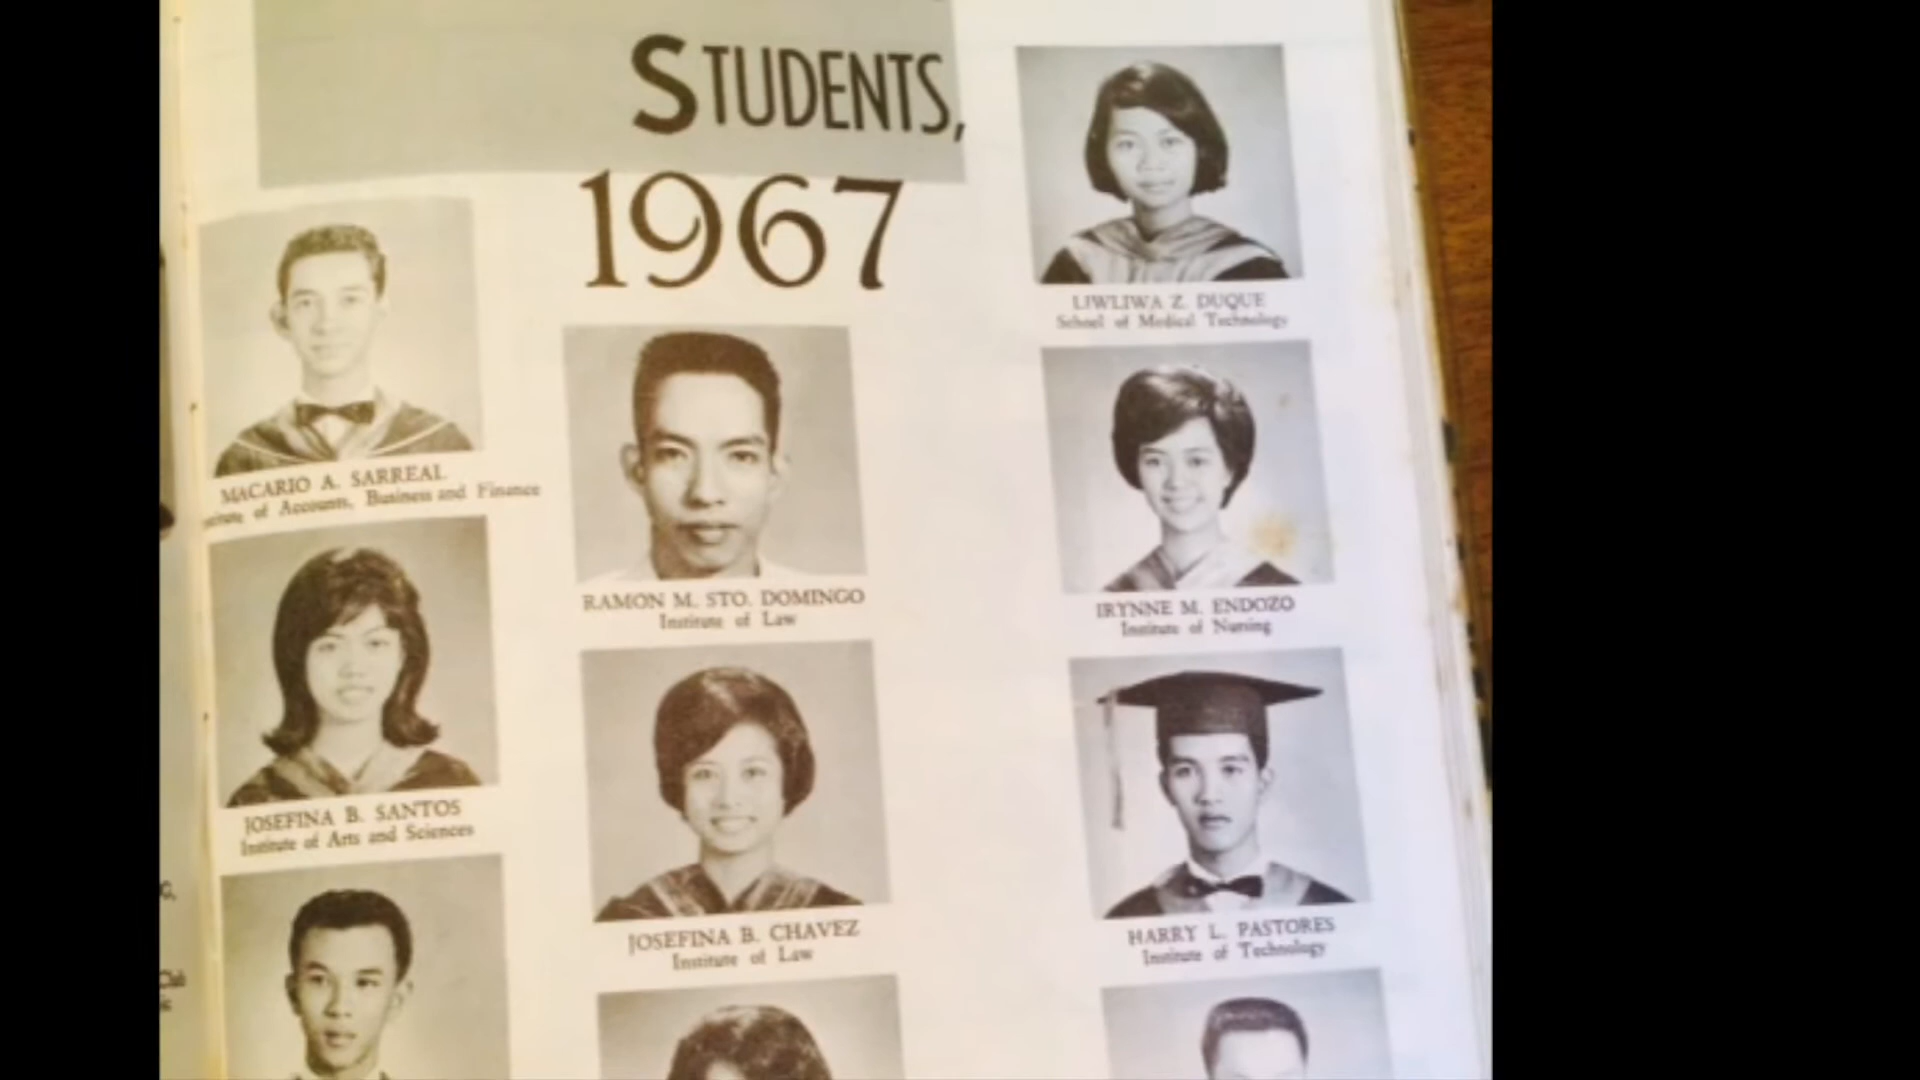 STUDENTS,
1967
MACARIO A. SARREAL
of Accounts, Business and Finance
JOSEFINA B. SANTOS
Institute of Arts and Sciences
RAMON M. STO. DOMINGO
Institute of Law
JOSEFINA B. CHAVEZ
Institute of Law
LIWLIWA Z. DUQUE
School of Medical Technology
IRYNNE M. ENDOZO
Institute of Nursing
HARRY L. PASTORES
Institute of Technology